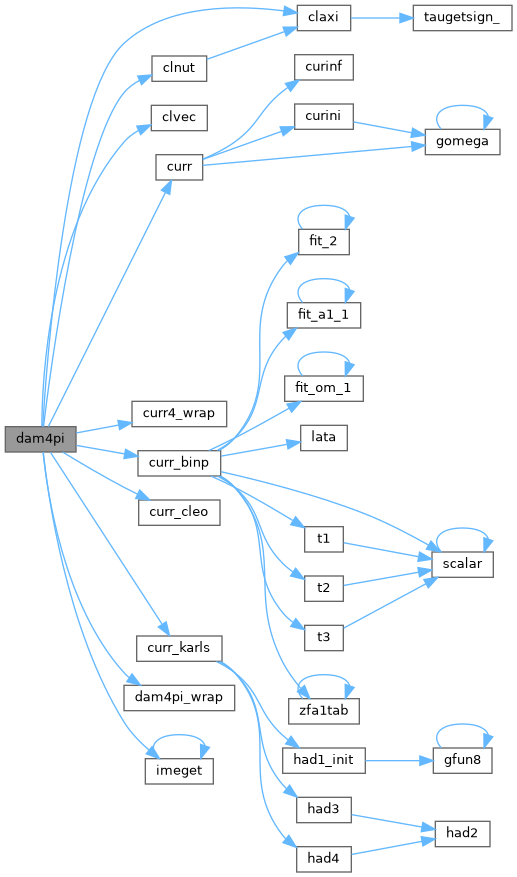 claxi
taugetsign_
clnut
curinf
clvec
curini
gomega
curr
fit_2
fit_a1_1
fit_om_1
curr4_wrap
dam4pi
lata
curr_binp
curr_cleo
t1
scalar
t2
t3
curr_karls
dam4pi_wrap
zfa1tab
had1_init
gfun8
imeget
had3
had2
had4